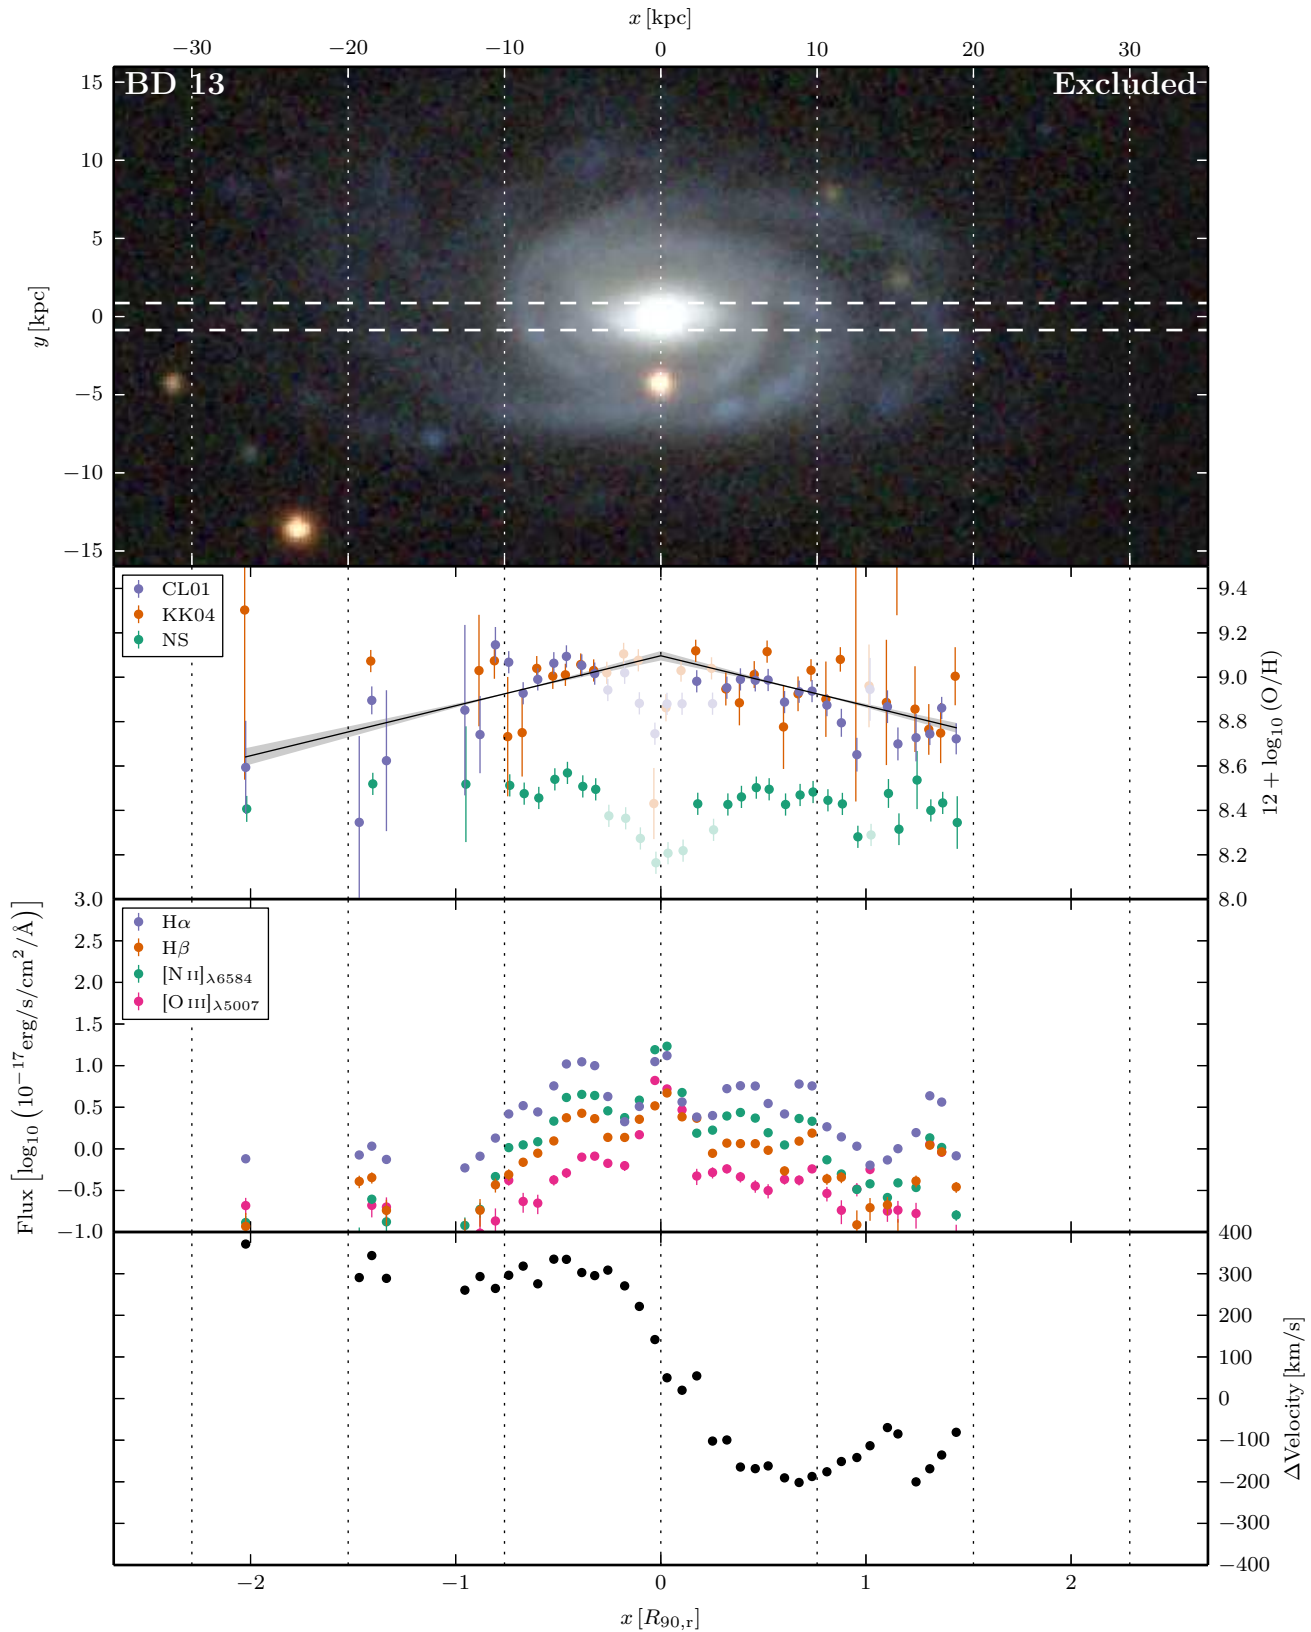 x [kpc]
−30 −20 −10 0 10 20 30
BD 13 Excluded
15
10
5
0
−5
−10
−15
y [kpc]
CL01
KK04
NS
9.4
9.2
9.0
8.8
8.6
8.4
8.2
8.0
12 + log₁₀ (O/H)
3.0
2.5
2.0
1.5
1.0
0.5
0.0
−0.5
−1.0
Flux [log₁₀ (10⁻¹⁷erg/s/cm²/Å)]
Hα
Hβ
[N II]λ6584
[O III]λ5007
400
300
200
100
0
−100
−200
−300
−400
ΔVelocity [km/s]
−2 −1 0 1 2
x [R₉₀,ᵣ]